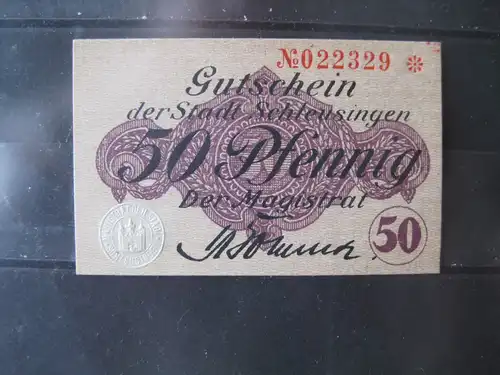 №022329 *
Gutschein
der Stadt Schleusingen
50 Pfennig
Der Magistrat
50